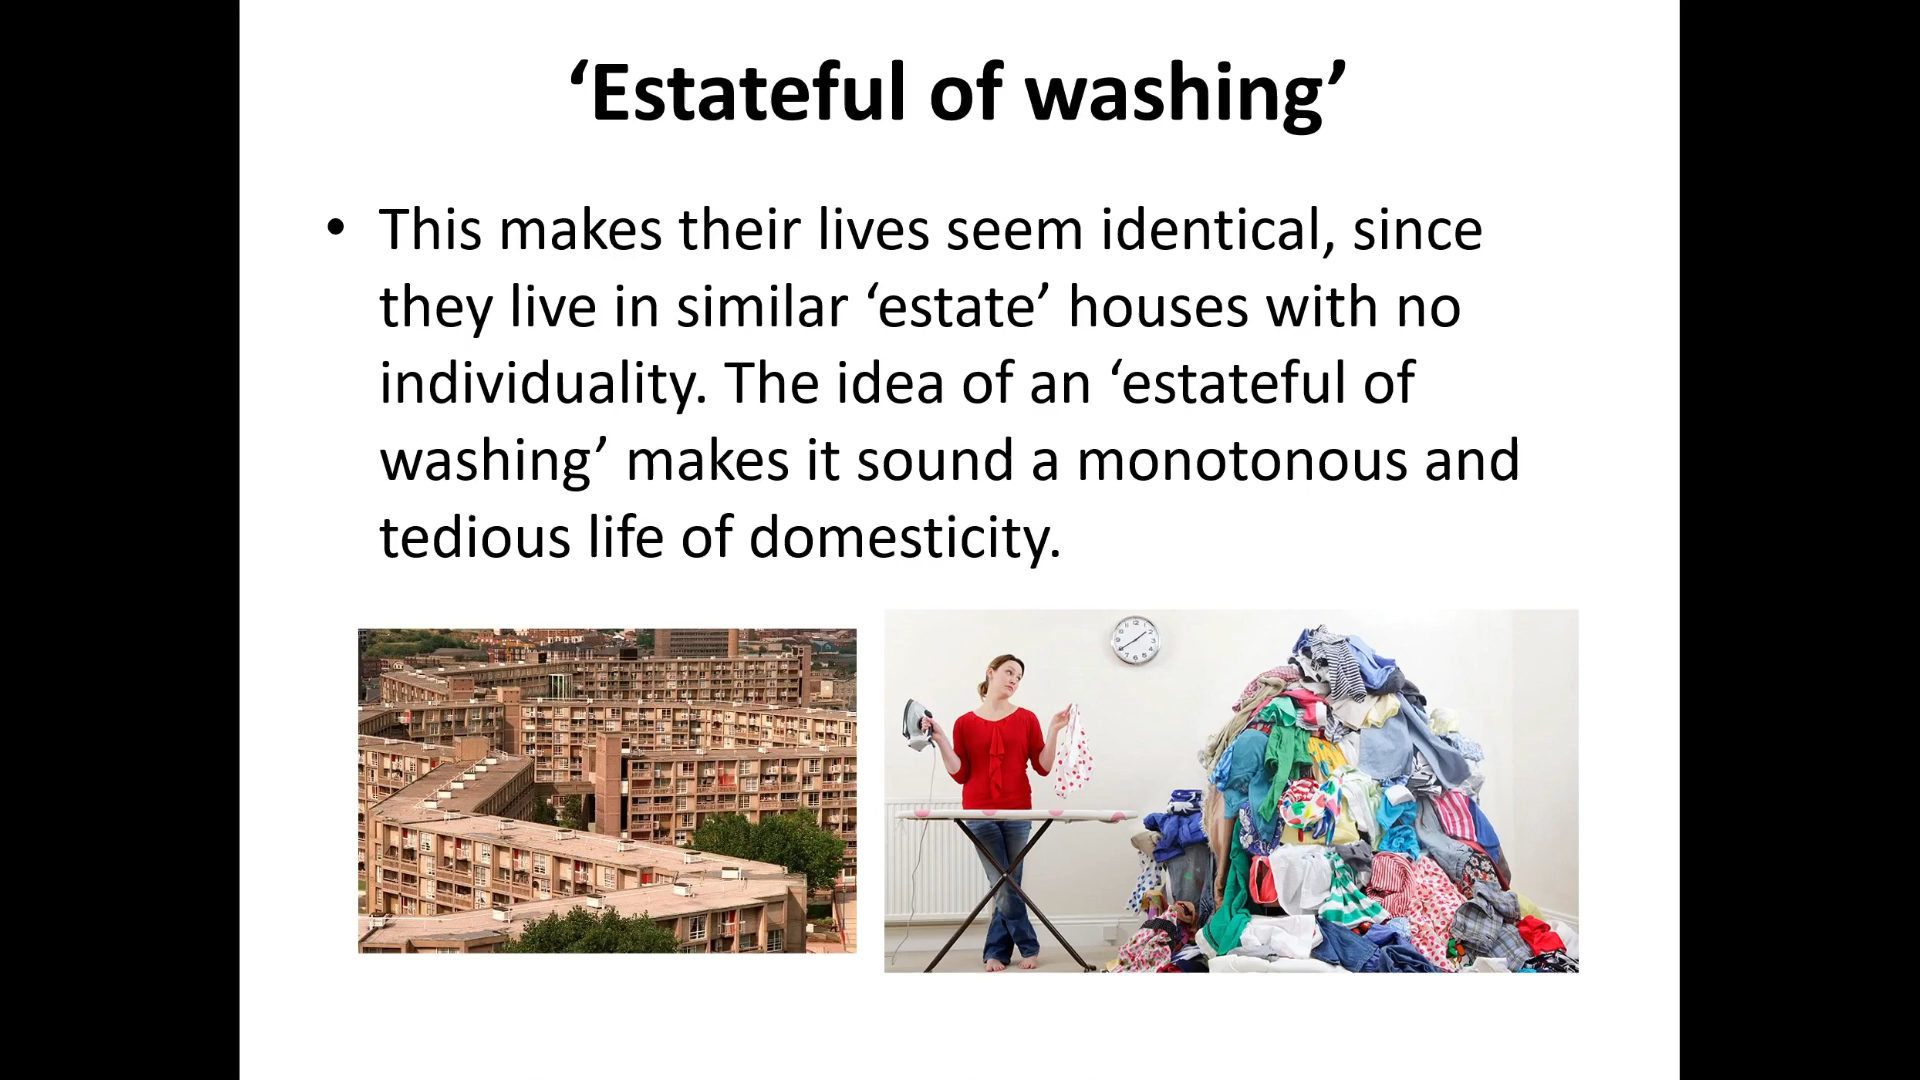 ‘Estateful of washing’
• This makes their lives seem identical, since
they live in similar ‘estate’ houses with no
individuality. The idea of an ‘estateful of
washing’ makes it sound a monotonous and
tedious life of domesticity.